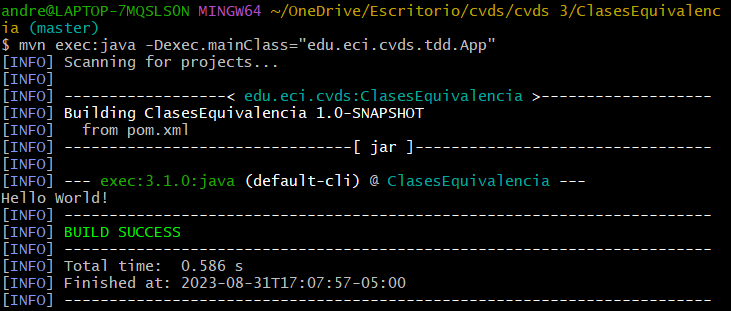 andre@LAPTOP-7MQSLS0N MINGW64 ~/OneDrive/Escritorio/cvds/cvds 3/ClasesEquivalenc
ia (master)
$ mvn exec:java -Dexec.mainClass="edu.eci.cvds.tdd.App"
[INFO] Scanning for projects...
[INFO]
[INFO] ------------------< edu.eci.cvds:ClasesEquivalencia >-------------------
[INFO] Building ClasesEquivalencia 1.0-SNAPSHOT
[INFO]   from pom.xml
[INFO] --------------------------------[ jar ]---------------------------------
[INFO]
[INFO] --- exec:3.1.0:java (default-cli) @ ClasesEquivalencia ---
Hello World!
[INFO] ------------------------------------------------------------------------
[INFO] BUILD SUCCESS
[INFO] ------------------------------------------------------------------------
[INFO] Total time:  0.586 s
[INFO] Finished at: 2023-08-31T17:07:57-05:00
[INFO] ------------------------------------------------------------------------